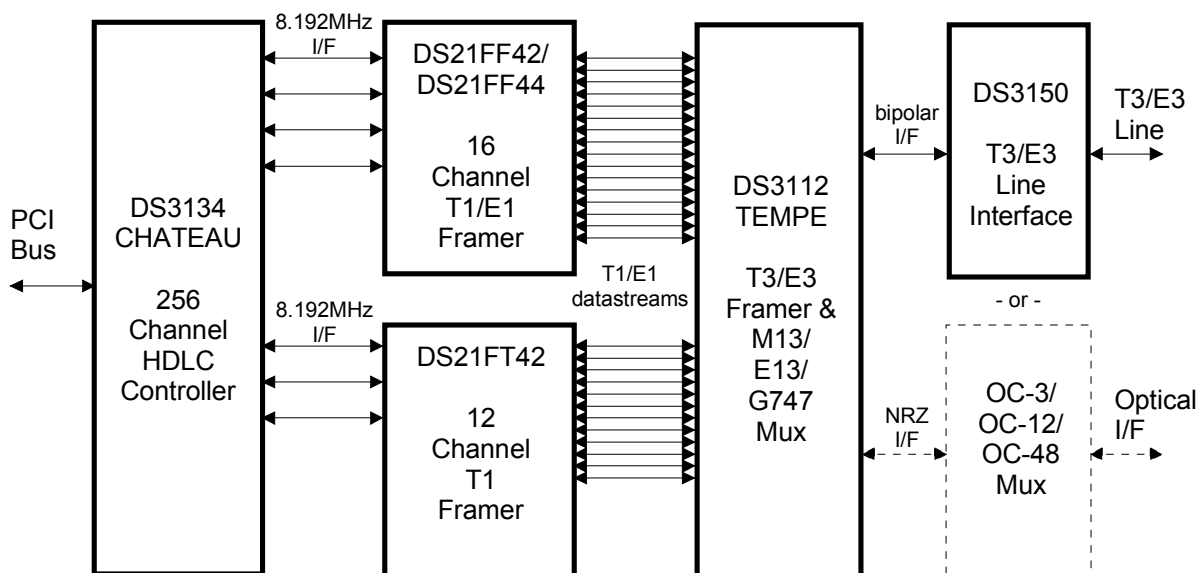 PCI
Bus
DS3134
CHATEAU
256
Channel
HDLC
Controller
8.192MHz
I/F
8.192MHz
I/F
DS21FF42/
DS21FF44
16
Channel
T1/E1
Framer
DS21FT42
12
Channel
T1
Framer
T1/E1
datastreams
DS3112
TEMPE
T3/E3
Framer &
M13/
E13/
G747
Mux
bipolar
I/F
NRZ
I/F
DS3150
T3/E3
Line
Interface
- or -
OC-3/
OC-12/
OC-48
Mux
T3/E3
Line
Optical
I/F